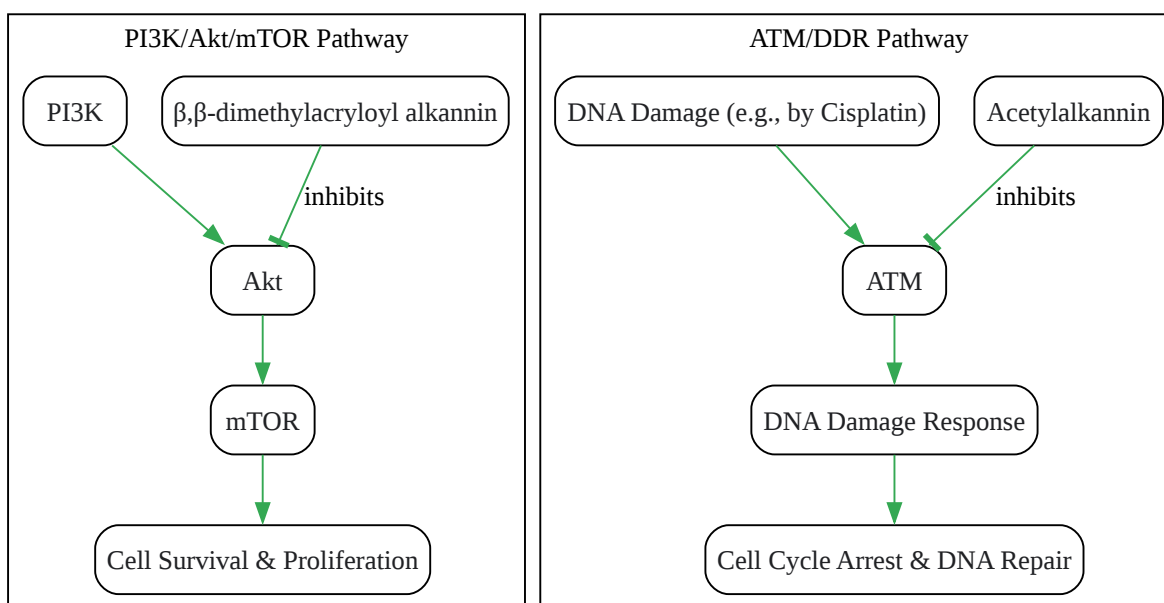 PI3K/Akt/mTOR Pathway
PI3K
β,β-dimethylacryloyl alkannin
inhibits
Akt
mTOR
Cell Survival & Proliferation
ATM/DDR Pathway
DNA Damage (e.g., by Cisplatin)
Acetylalkannin
inhibits
ATM
DNA Damage Response
Cell Cycle Arrest & DNA Repair